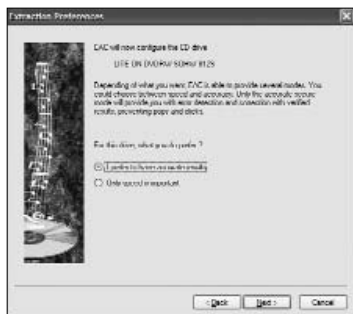 Extraction Preferences
EAC will now configure the CD drive
LITE-ON DVDRW SOHW-812S
Depending of what you want, EAC is able to provide several modes. You
could choose between speed and accuracy. Only the accurate secure
mode will provide you with error detection and correction with verified
results, preventing pops and clicks.
For this drive, what you do prefer ?
I prefer to have accurate results
Only speed is important
< Back
Next >
Cancel